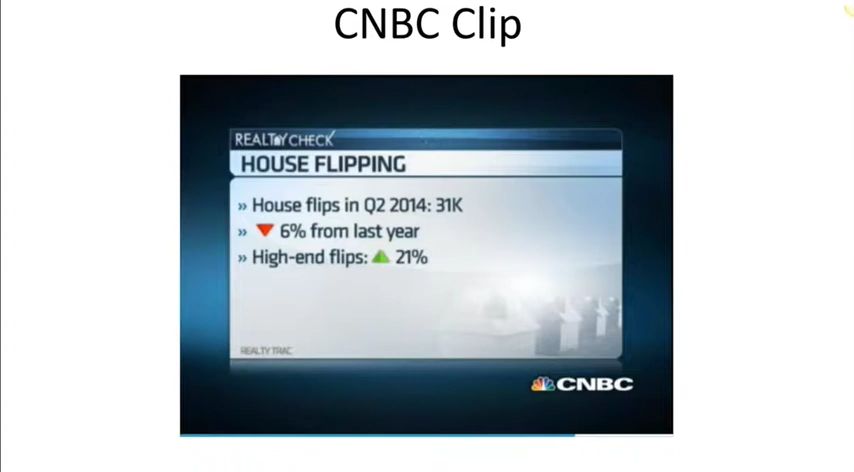 CNBC Clip
REALTY CHECK
HOUSE FLIPPING
» House flips in Q2 2014: 31K
» ▼ 6% from last year
» High-end flips: ▲ 21%
REALTY TRAC
CNBC